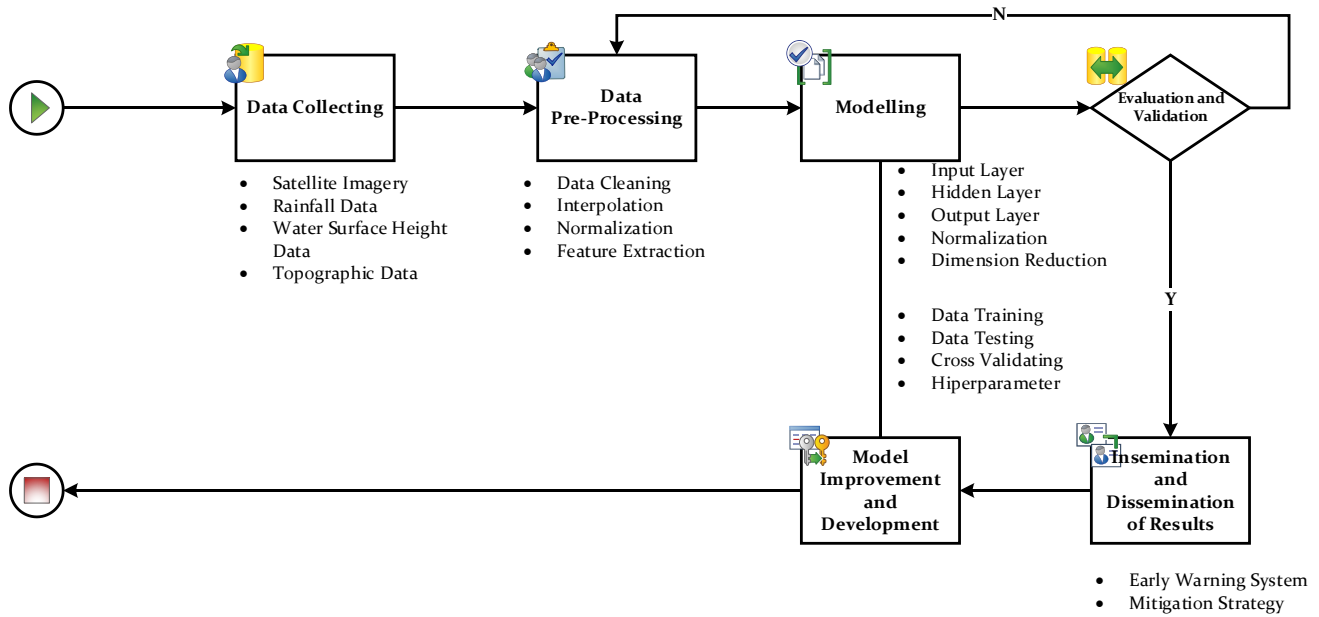 N
Data Collecting
Data
Pre-Processing
Modelling
Evaluation and
Validation
• Satellite Imagery
• Rainfall Data
• Water Surface Height
Data
• Topographic Data
• Data Cleaning
• Interpolation
• Normalization
• Feature Extraction
• Input Layer
• Hidden Layer
• Output Layer
• Normalization
• Dimension Reduction
• Data Training
• Data Testing
• Cross Validating
• Hiperparameter
Y
Model
Improvement
and
Development
Insemination
and
Dissemination
of Results
• Early Warning System
• Mitigation Strategy